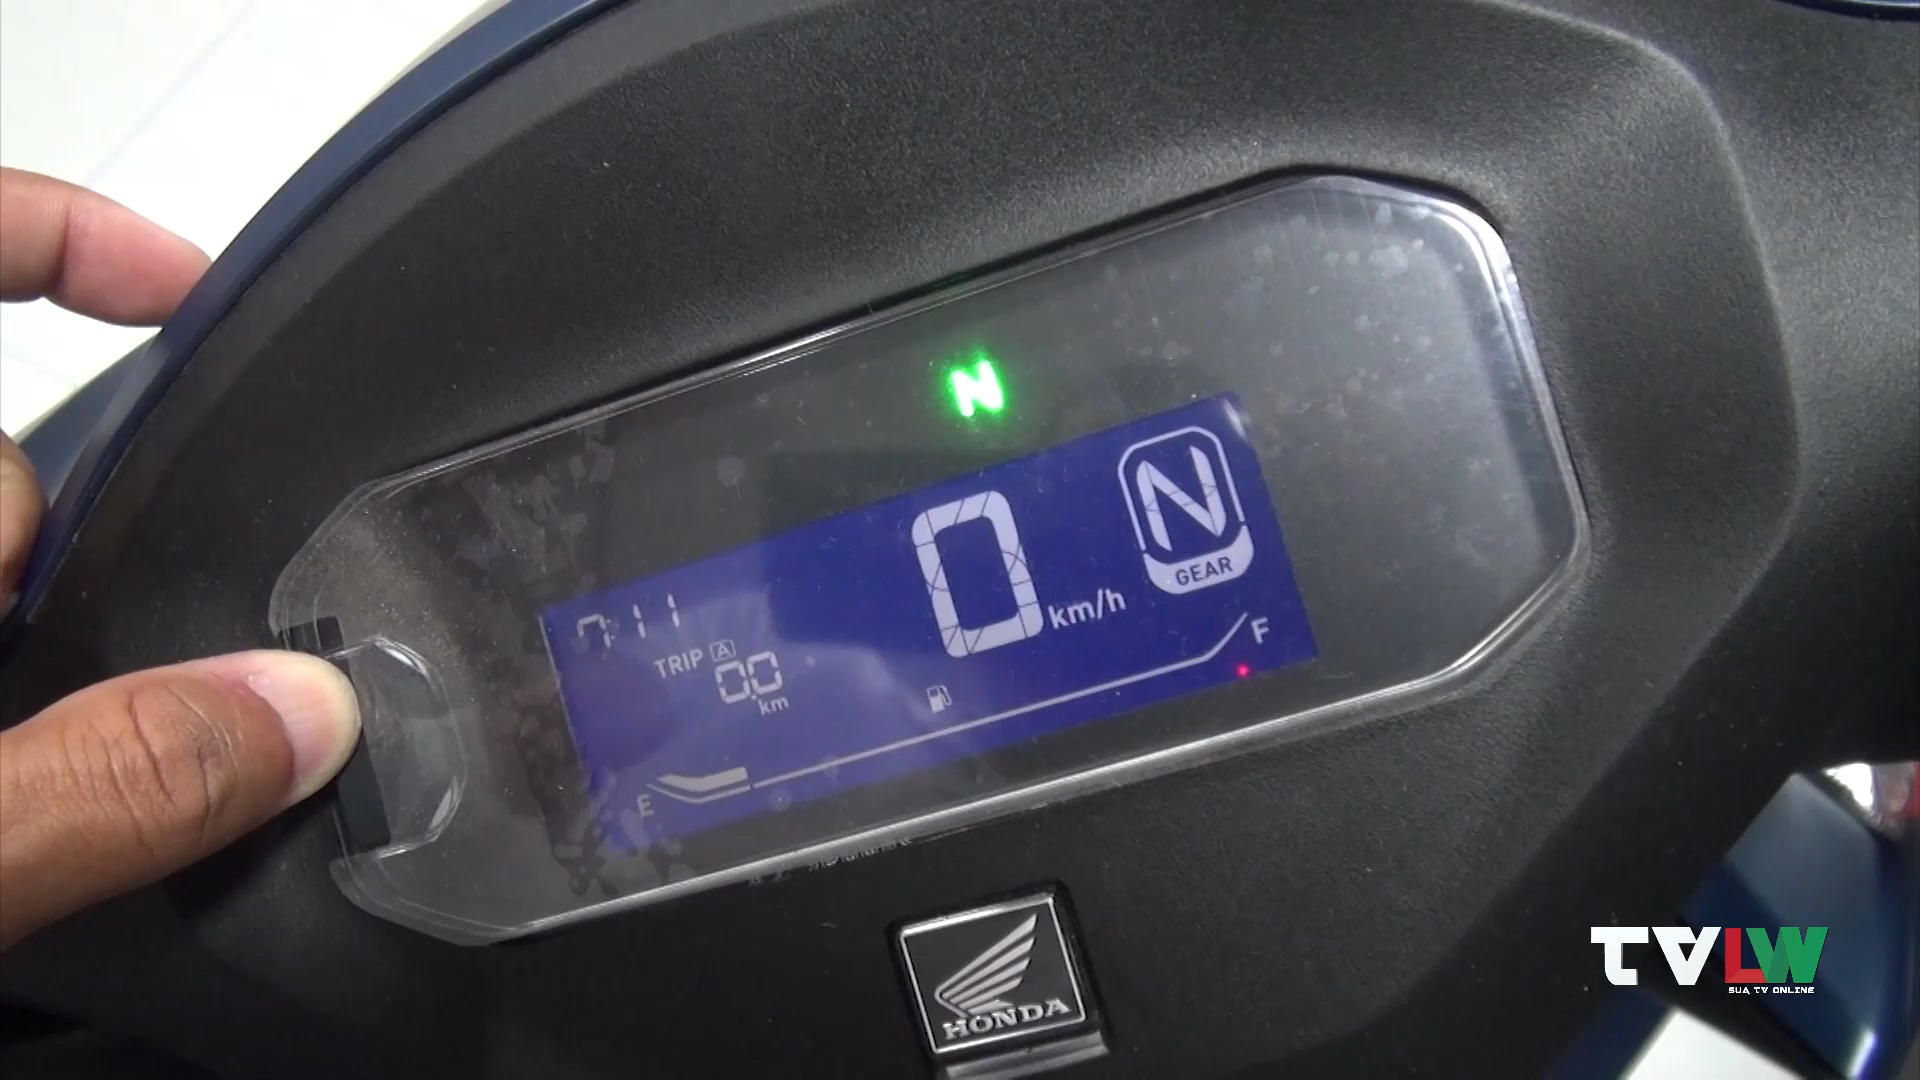 N
N
GEAR
0 km/h
7:11
TRIP A
0.0
km
E
F
HONDA
TVLW
SUA TV ONLINE